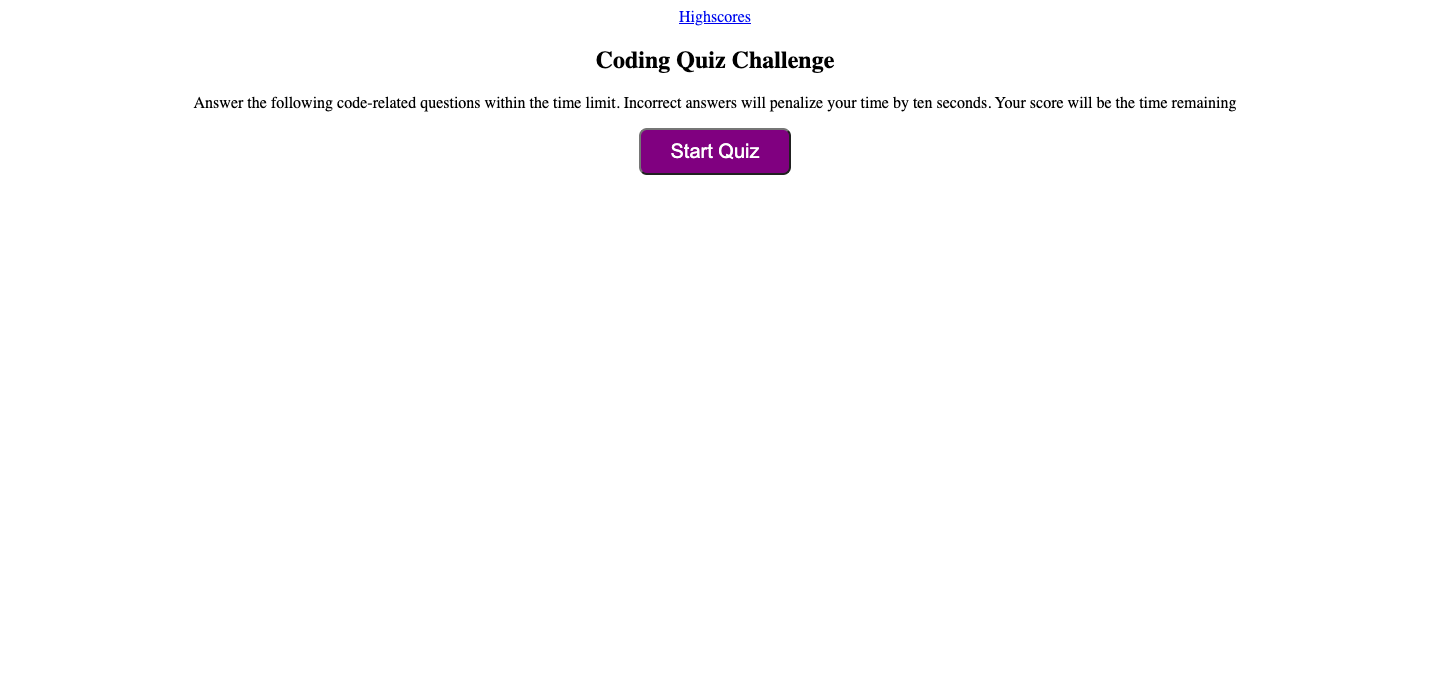 Highscores
Coding Quiz Challenge
Answer the following code-related questions within the time limit. Incorrect answers will penalize your time by ten seconds. Your score will be the time remaining
Start Quiz